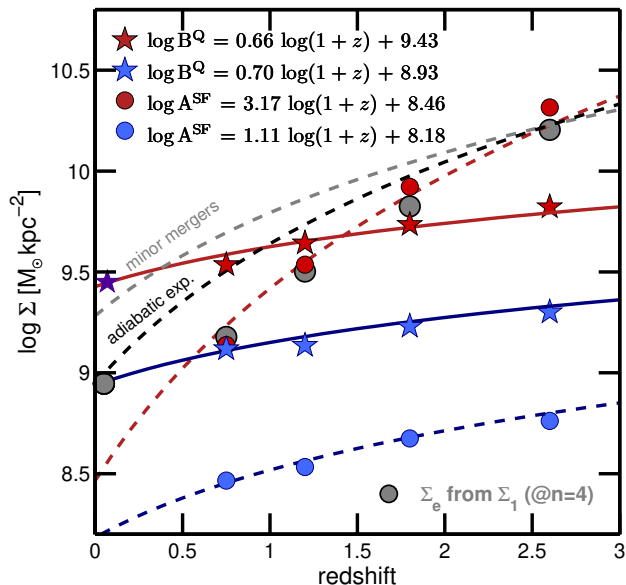 log B^Q = 0.66 log(1 + z) + 9.43
log B^Q = 0.70 log(1 + z) + 8.93
log A^SF = 3.17 log(1 + z) + 8.46
log A^SF = 1.11 log(1 + z) + 8.18
minor mergers
adiabatic exp.
Σ_e from Σ_1 (@n=4)
log Σ [M_⊙ kpc^−2]
10.5
10
9.5
9
8.5
0 0.5 1 1.5 2 2.5 3
redshift